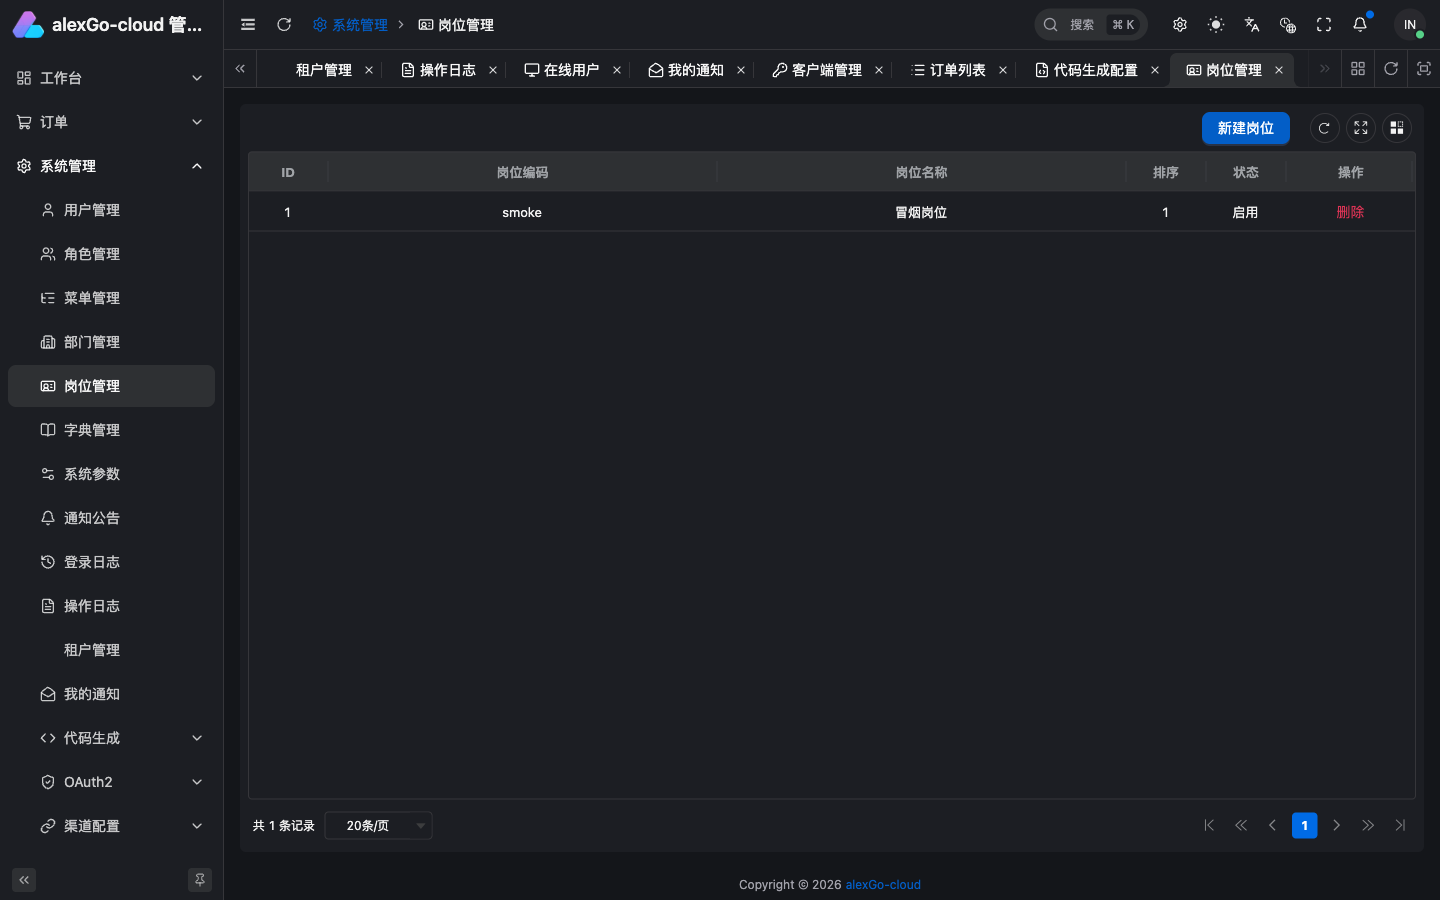 alexGo-cloud 管...
系统管理
岗位管理
搜索
⌘ K
IN
租户管理
操作日志
在线用户
我的通知
客户端管理
订单列表
代码生成配置
岗位管理
工作台
订单
系统管理
用户管理
角色管理
菜单管理
部门管理
岗位管理
字典管理
系统参数
通知公告
登录日志
操作日志
租户管理
我的通知
代码生成
OAuth2
渠道配置
新建岗位
ID 岗位编码 岗位名称 排序 状态 操作
1 smoke 冒烟岗位 1 启用 删除
共 1 条记录
20条/页
1
Copyright © 2026 alexGo-cloud